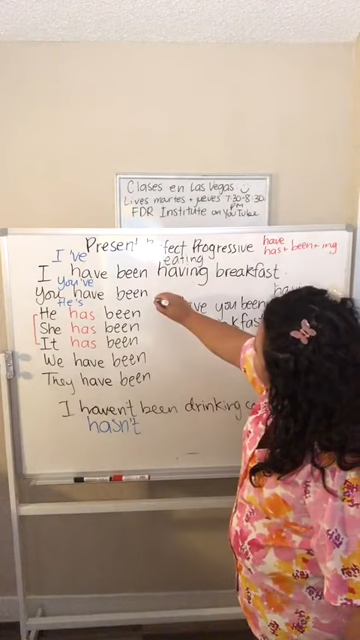 Clases en Las Vegas
Lives martes + jueves 7:30-8:30 PM
FDR Institute on YouTube
Present Progressive
have
has + been + ing
I've
eating
I have been having breakfast.
You've
You have been
He's
have you been
He has been
She has been
It has been
We have been
They have been
I haven't been drinking
hasn't